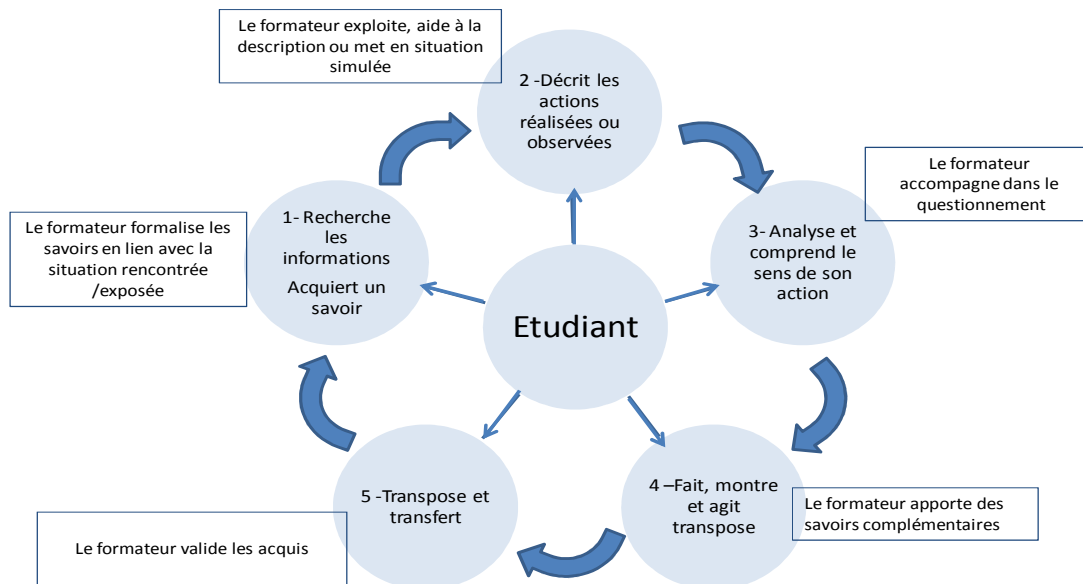 Le formateur exploite, aide à la
description ou met en situation
simulée
2 -Décrit les
actions
réalisées ou
observées
Le formateur
accompagne dans le
questionnement
Le formateur formalise les
savoirs en lien avec la
situation rencontrée
/exposée
1- Recherche
les
informations
Acquiert un
savoir
3- Analyse et
comprend le
sens de son
action
Etudiant
5 -Transpose et
transfert
4 –Fait, montre
et agit
transpose
Le formateur apporte des
savoirs complémentaires
Le formateur valide les acquis